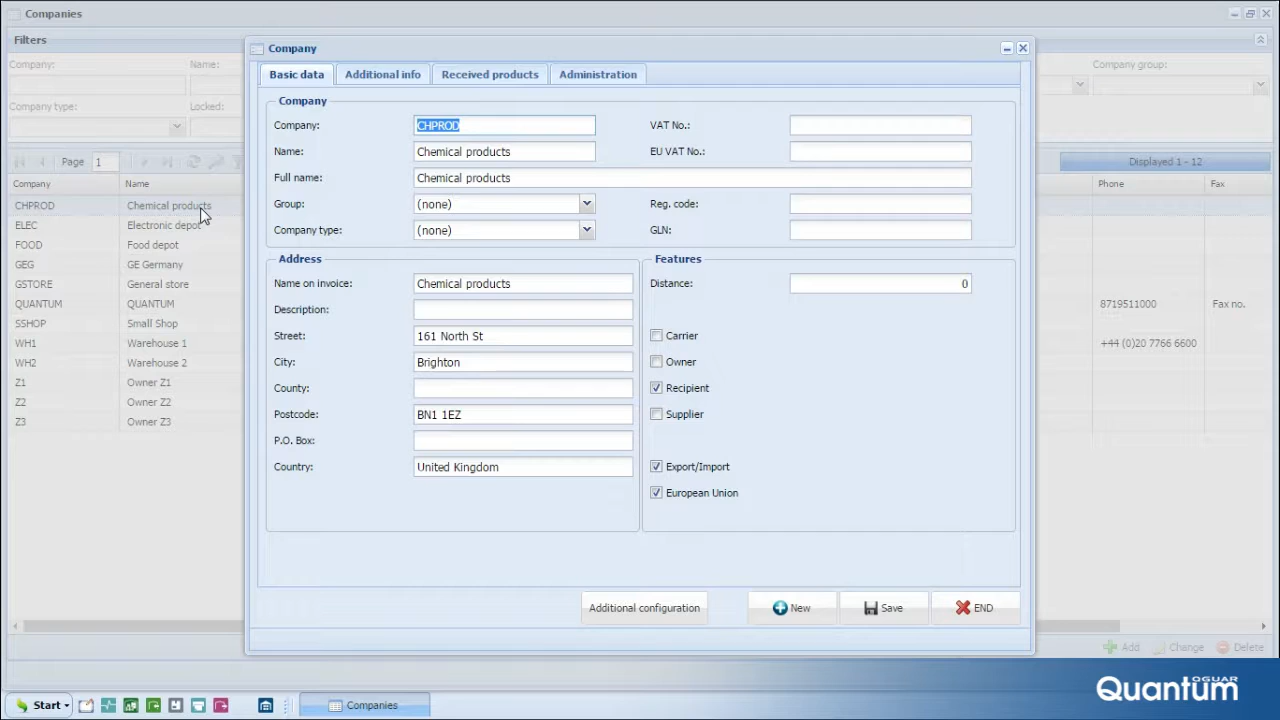 Companies
Filters
Company: Name: Company group:
Company type: Locked:
Page 1 Displayed 1 - 12
Company Name Phone Fax
CHPROD Chemical products
ELEC Electronic depot
FOOD Food depot
GEG GE Germany
GSTORE General store
QUANTUM QUANTUM 8719511000 Fax no.
SSHOP Small Shop
WH1 Warehouse 1 +44 (0)20 7766 6600
WH2 Warehouse 2
Z1 Owner Z1
Z2 Owner Z2
Z3 Owner Z3
Company
Basic data Additional info Received products Administration
Company
Company: CHPROD VAT No.:
Name: Chemical products EU VAT No.:
Full name: Chemical products
Group: (none) Reg. code:
Company type: (none) GLN:
Address
Name on invoice: Chemical products
Description:
Street: 161 North St
City: Brighton
County:
Postcode: BN1 1EZ
P.O. Box:
Country: United Kingdom
Features
Distance: 0
Carrier
Owner
Recipient
Supplier
Export/Import
European Union
Additional configuration New Save END
Add Change Delete
OGUAR
Quantum
Start Companies